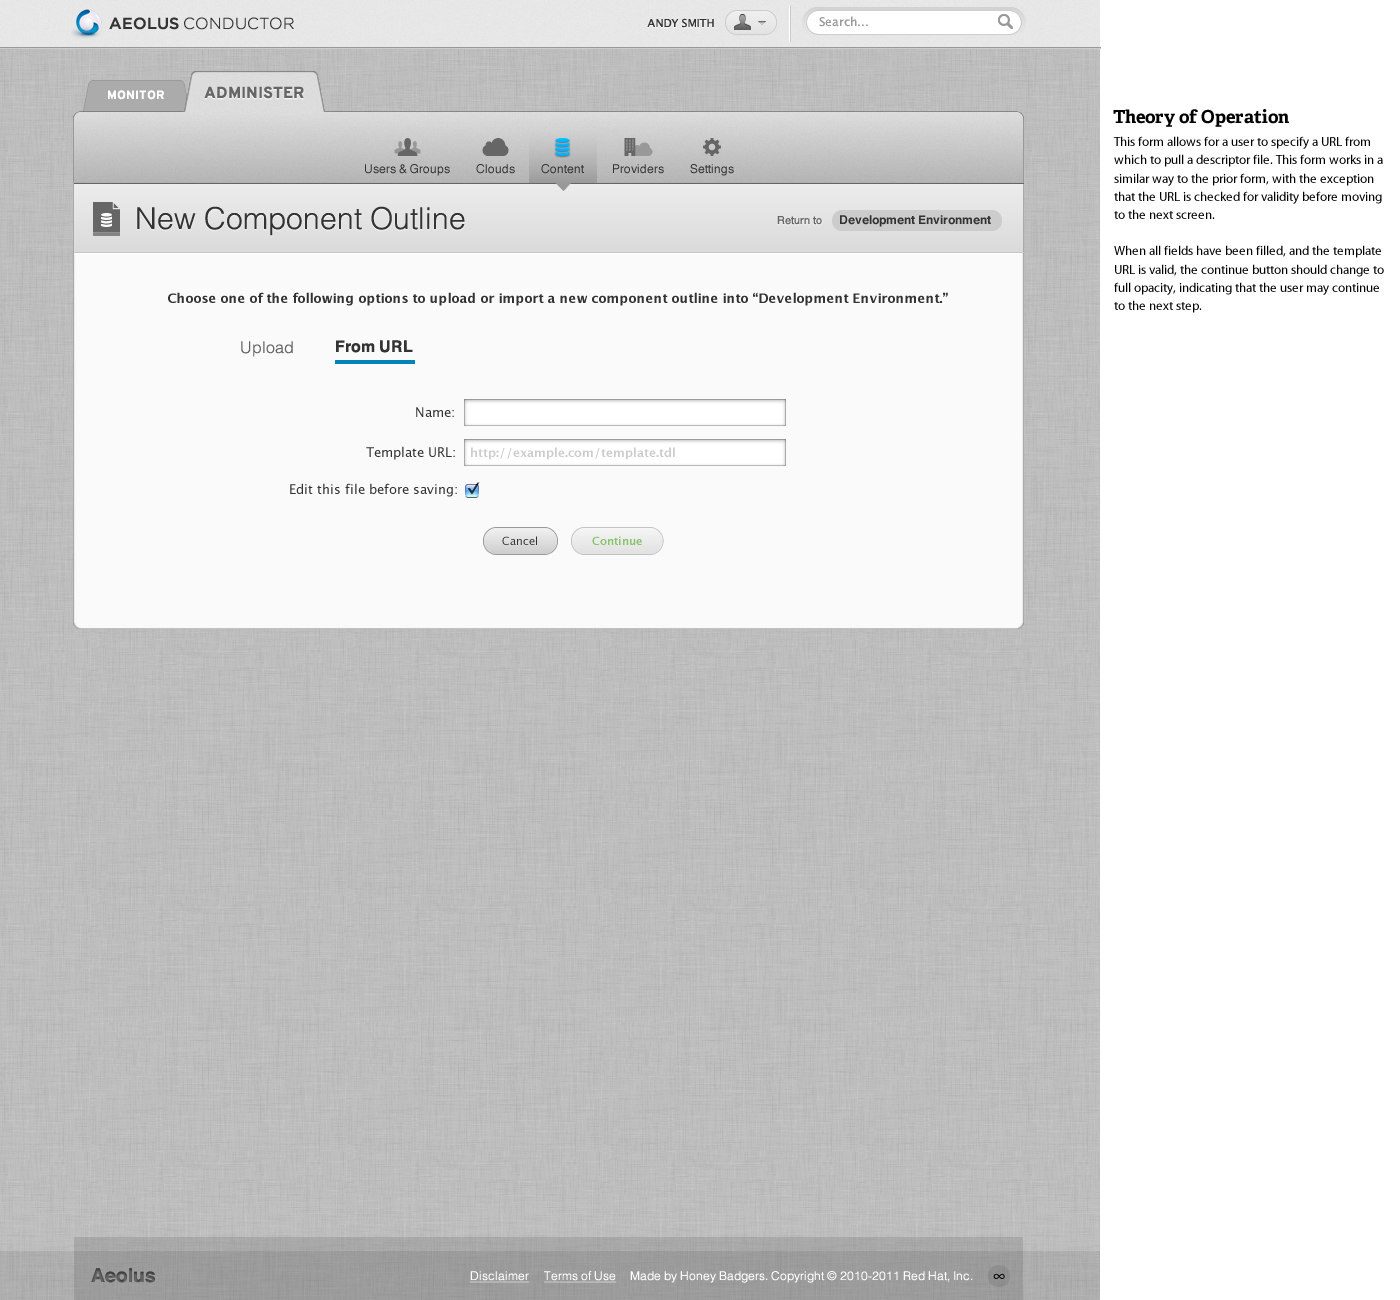 AEOLUS CONDUCTOR
ANDY SMITH
Search...
MONITOR
ADMINISTER
Users & Groups
Clouds
Content
Providers
Settings
New Component Outline
Return to
Development Environment
Choose one of the following options to upload or import a new component outline into “Development Environment.”
Upload
From URL
Name:
Template URL:
http://example.com/template.tdl
Edit this file before saving:
Cancel
Continue
Theory of Operation
This form allows for a user to specify a URL from
which to pull a descriptor file. This form works in a
similar way to the prior form, with the exception
that the URL is checked for validity before moving
to the next screen.
When all fields have been filled, and the template
URL is valid, the continue button should change to
full opacity, indicating that the user may continue
to the next step.
Aeolus
Disclaimer
Terms of Use
Made by Honey Badgers. Copyright © 2010-2011 Red Hat, Inc.